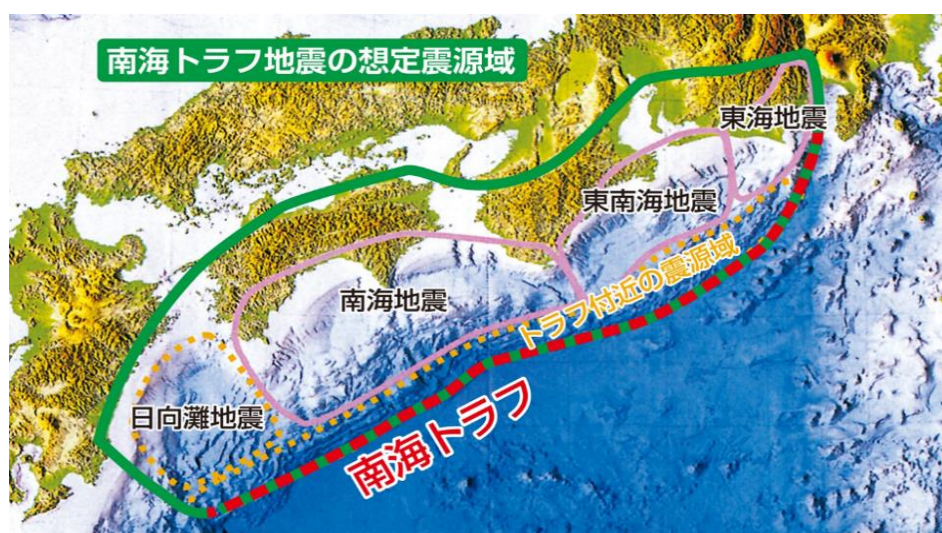 南海トラフ地震の想定震源域
東海地震
東南海地震
トラフ付近の震源域
南海地震
日向灘地震
南海トラフ